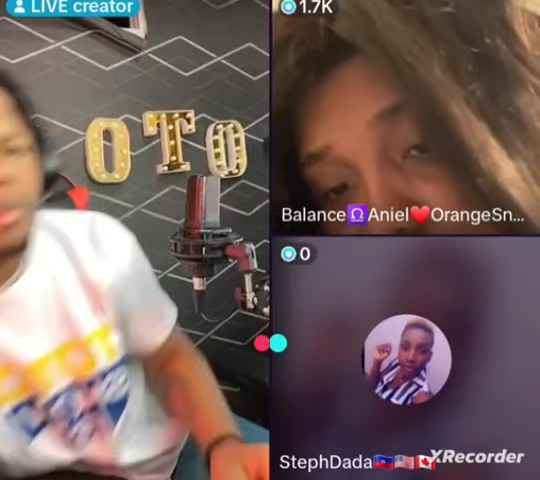 LIVE creator
1.7K
OTO
Balance♎Aniel❤️OrangeSn...
0
StephDada🇭🇹🇺🇸🇨🇦
XRecorder